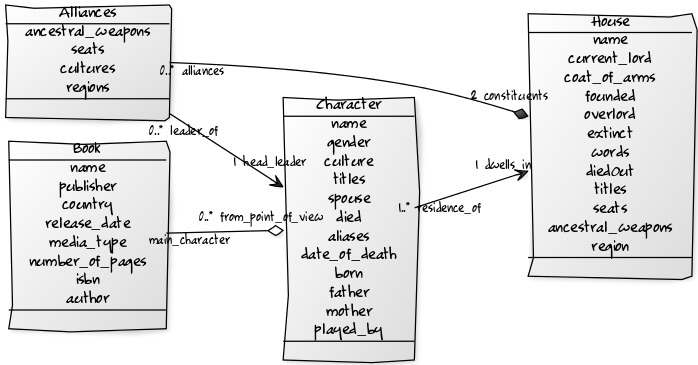 Alliances
ancestral_weapons
seats
cultures
regions
0..* alliances
2 constituents
0..* leader_of
1 head_leader
Book
name
publisher
country
release_date
media_type
number_of_pages
isbn
author
0..* from_point_of_view
main_character
Character
name
gender
culture
titles
spouse
died
aliases
date_of_death
born
father
mother
played_by
1..* residence_of
1 dwells_in
House
name
current_lord
coat_of_arms
founded
overlord
extinct
words
diedOut
titles
seats
ancestral_weapons
region